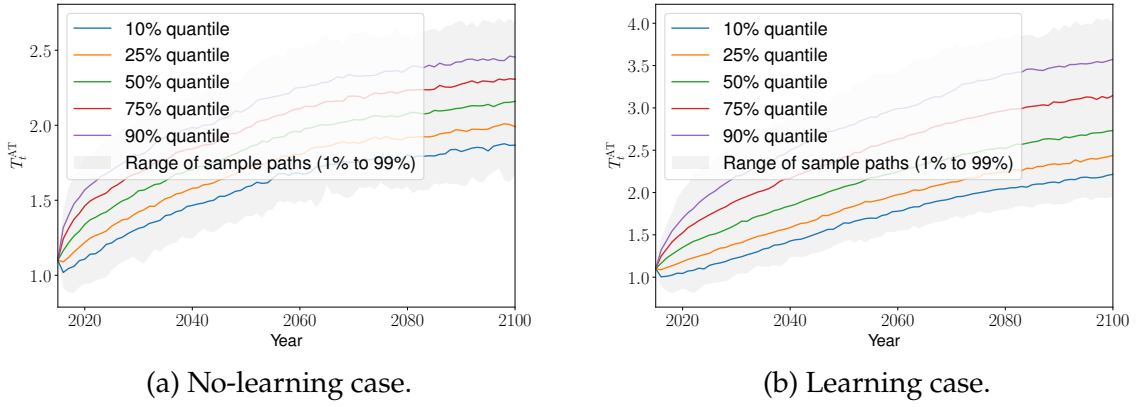 10% quantile
25% quantile
50% quantile
75% quantile
90% quantile
Range of sample paths (1% to 99%)
2.5
2.0
1.5
1.0
T_t^AT
2020
2040
2060
2080
2100
Year
(a) No-learning case.
10% quantile
25% quantile
50% quantile
75% quantile
90% quantile
Range of sample paths (1% to 99%)
4.0
3.5
3.0
2.5
2.0
1.5
1.0
T_t^AT
2020
2040
2060
2080
2100
Year
(b) Learning case.